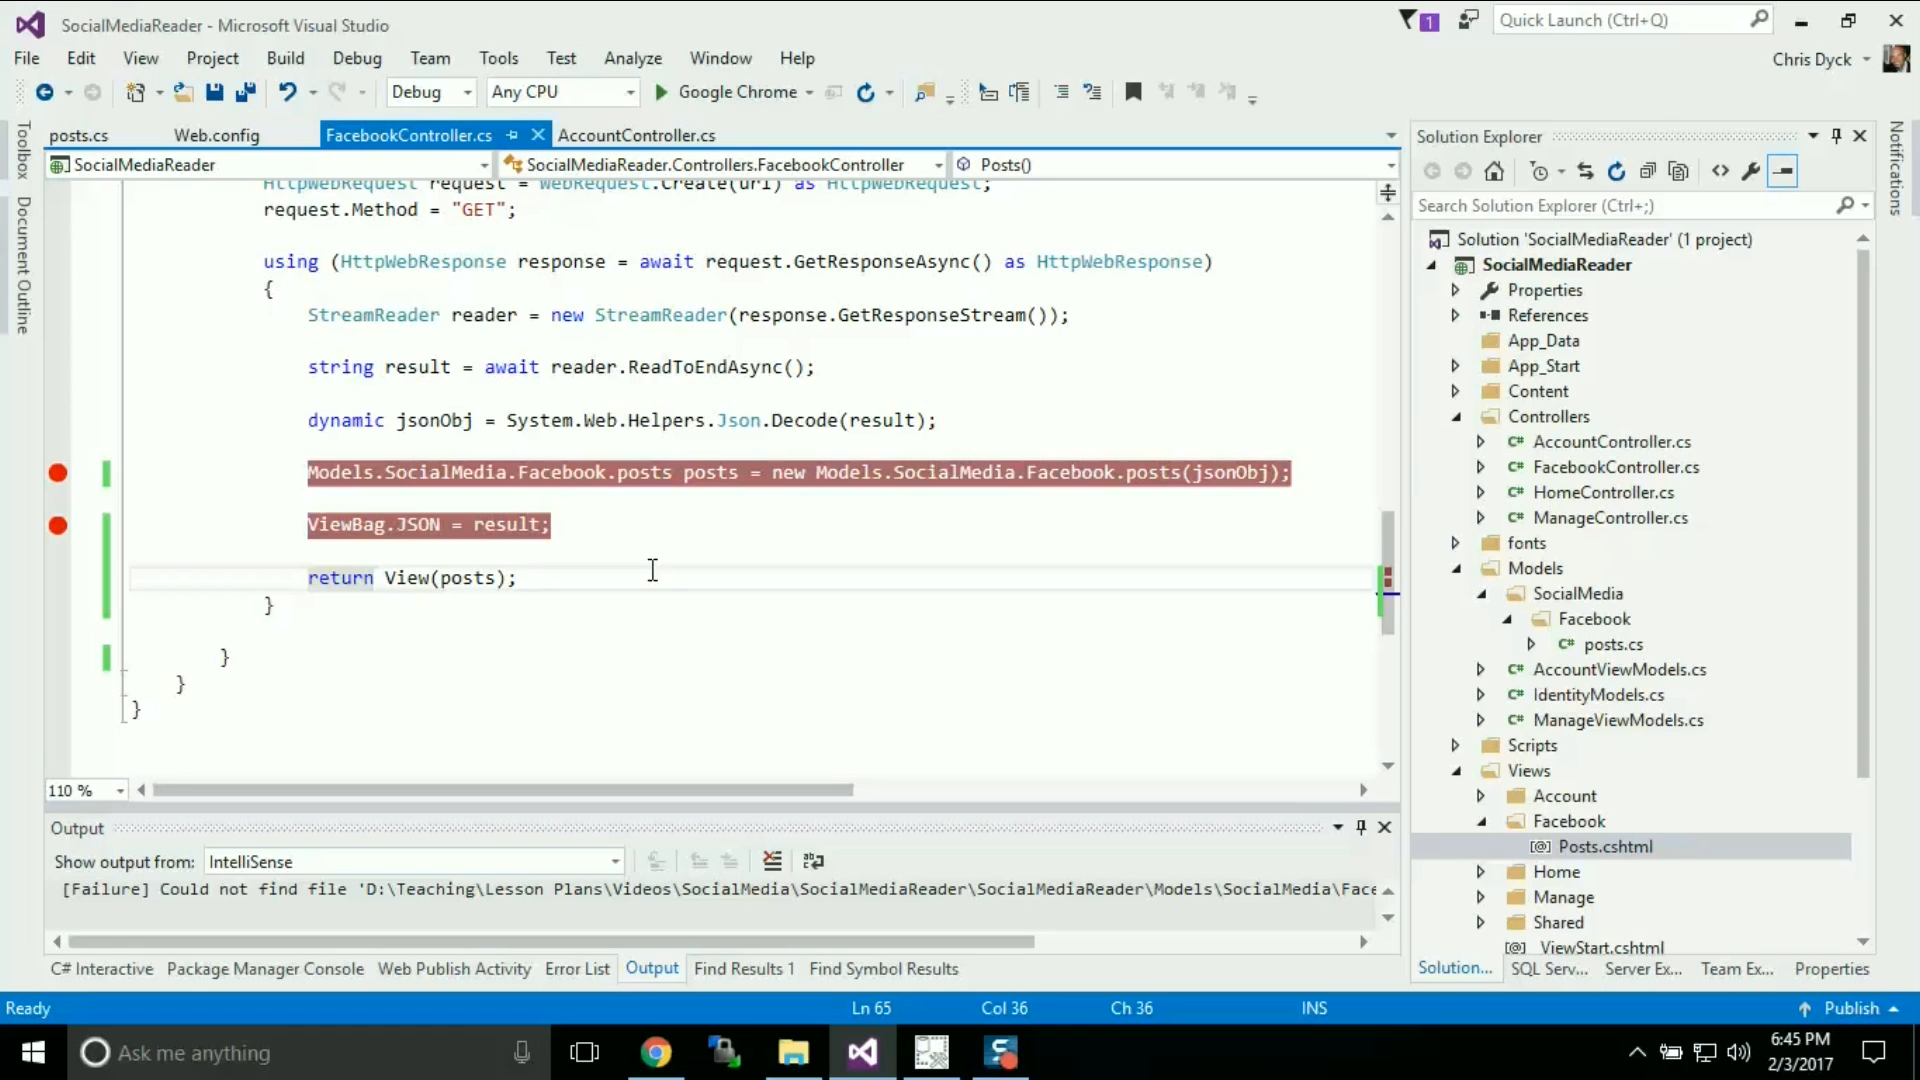 SocialMediaReader - Microsoft Visual Studio
1
Quick Launch (Ctrl+Q)
File Edit View Project Build Debug Team Tools Test Analyze Window Help
Chris Dyck
Debug Any CPU Google Chrome
posts.cs Web.config FacebookController.cs AccountController.cs
SocialMediaReader SocialMediaReader.Controllers.FacebookController Posts()
Toolbox
Document Outline
HttpWebRequest request = WebRequest.Create(uri) as HttpWebRequest;
request.Method = "GET";
using (HttpWebResponse response = await request.GetResponseAsync() as HttpWebResponse)
{
StreamReader reader = new StreamReader(response.GetResponseStream());
string result = await reader.ReadToEndAsync();
dynamic jsonObj = System.Web.Helpers.Json.Decode(result);
Models.SocialMedia.Facebook.posts posts = new Models.SocialMedia.Facebook.posts(jsonObj);
ViewBag.JSON = result;
return View(posts);
}
}
}
}
110 %
Output
Show output from: IntelliSense
[Failure] Could not find file 'D:\Teaching\Lesson Plans\Videos\SocialMedia\SocialMediaReader\SocialMediaReader\Models\SocialMedia\Face
C# Interactive Package Manager Console Web Publish Activity Error List Output Find Results 1 Find Symbol Results
Solution Explorer
Search Solution Explorer (Ctrl+;)
Solution 'SocialMediaReader' (1 project)
SocialMediaReader
Properties
References
App_Data
App_Start
Content
Controllers
C# AccountController.cs
C# FacebookController.cs
C# HomeController.cs
C# ManageController.cs
fonts
Models
SocialMedia
Facebook
C# posts.cs
C# AccountViewModels.cs
C# IdentityModels.cs
C# ManageViewModels.cs
Scripts
Views
Account
Facebook
[@] Posts.cshtml
Home
Manage
Shared
[@] _ViewStart.cshtml
Solution... SQL Serv... Server Ex... Team Ex... Properties
Notifications
Ready Ln 65 Col 36 Ch 36 INS Publish
Ask me anything
6:45 PM
2/3/2017